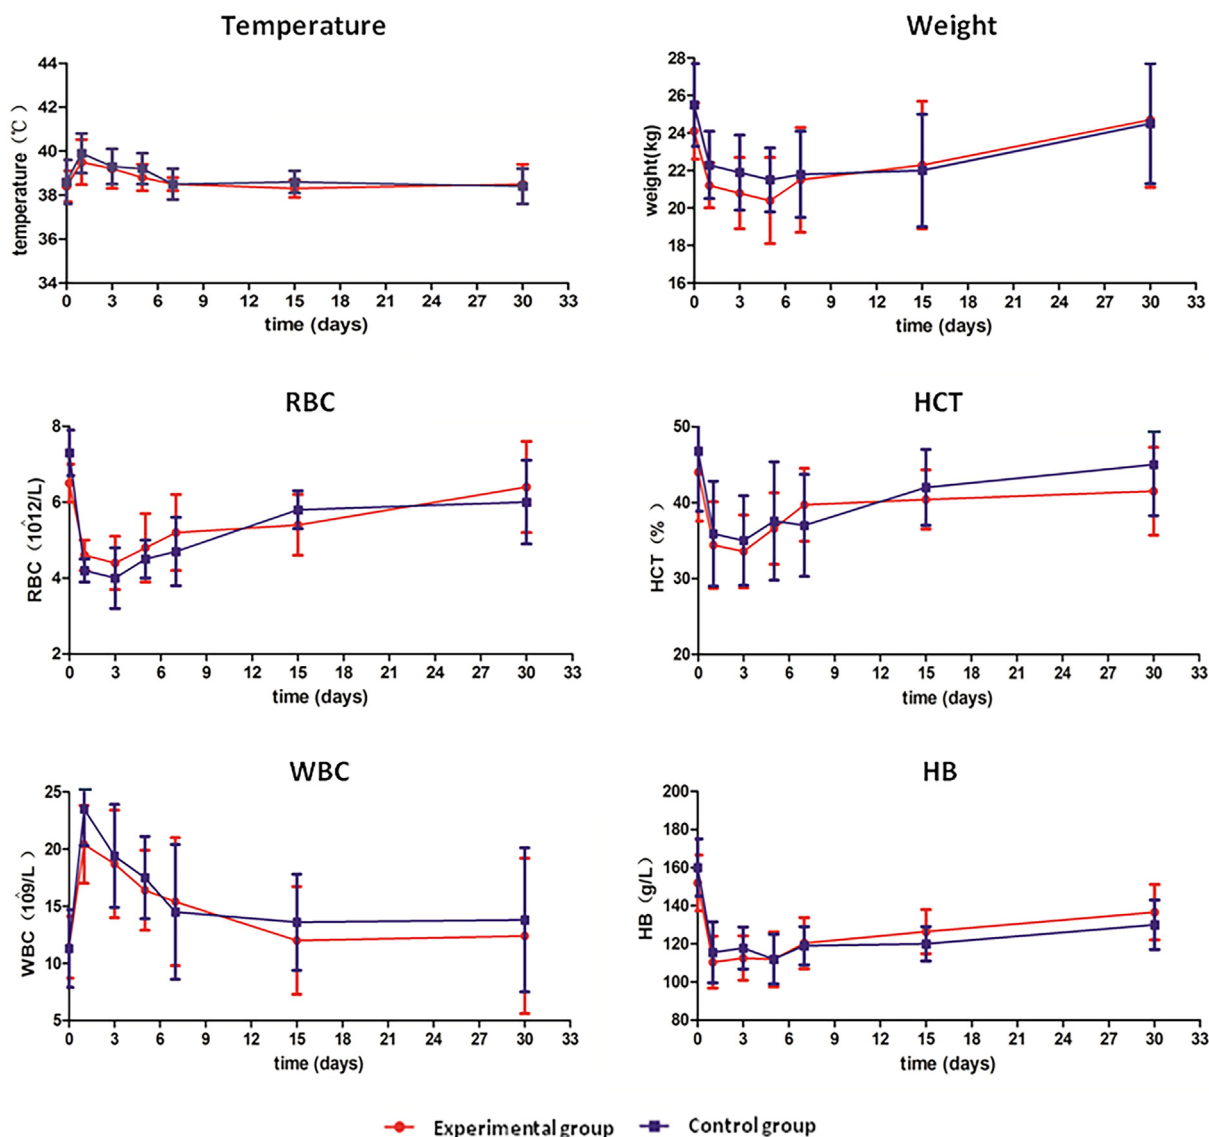 Temperature
Weight
temperature (℃)
44
42
40
38
36
34
0 3 6 9 12 15 18 21 24 27 30 33
time (days)
weight(kg)
28
26
24
22
20
18
16
0 3 6 9 12 15 18 21 24 27 30 33
time (days)
RBC
HCT
RBC (10^12/L)
8
6
4
2
0 3 6 9 12 15 18 21 24 27 30 33
time (days)
HCT (%)
50
40
30
20
0 3 6 9 12 15 18 21 24 27 30 33
time (days)
WBC
HB
WBC (10^9/L)
25
20
15
10
5
0 3 6 9 12 15 18 21 24 27 30 33
time (days)
HB (g/L)
200
180
160
140
120
100
80
0 3 6 9 12 15 18 21 24 27 30 33
time (days)
Experimental group Control group